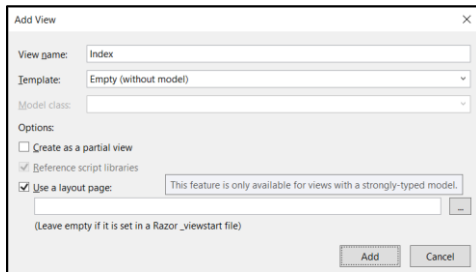 Add View
View name: Index
Template: Empty (without model)
Model class:
Options:
Create as a partial view
Reference script libraries
Use a layout page:
This feature is only available for views with a strongly-typed model.
...
(Leave empty if it is set in a Razor _viewstart file)
Add Cancel